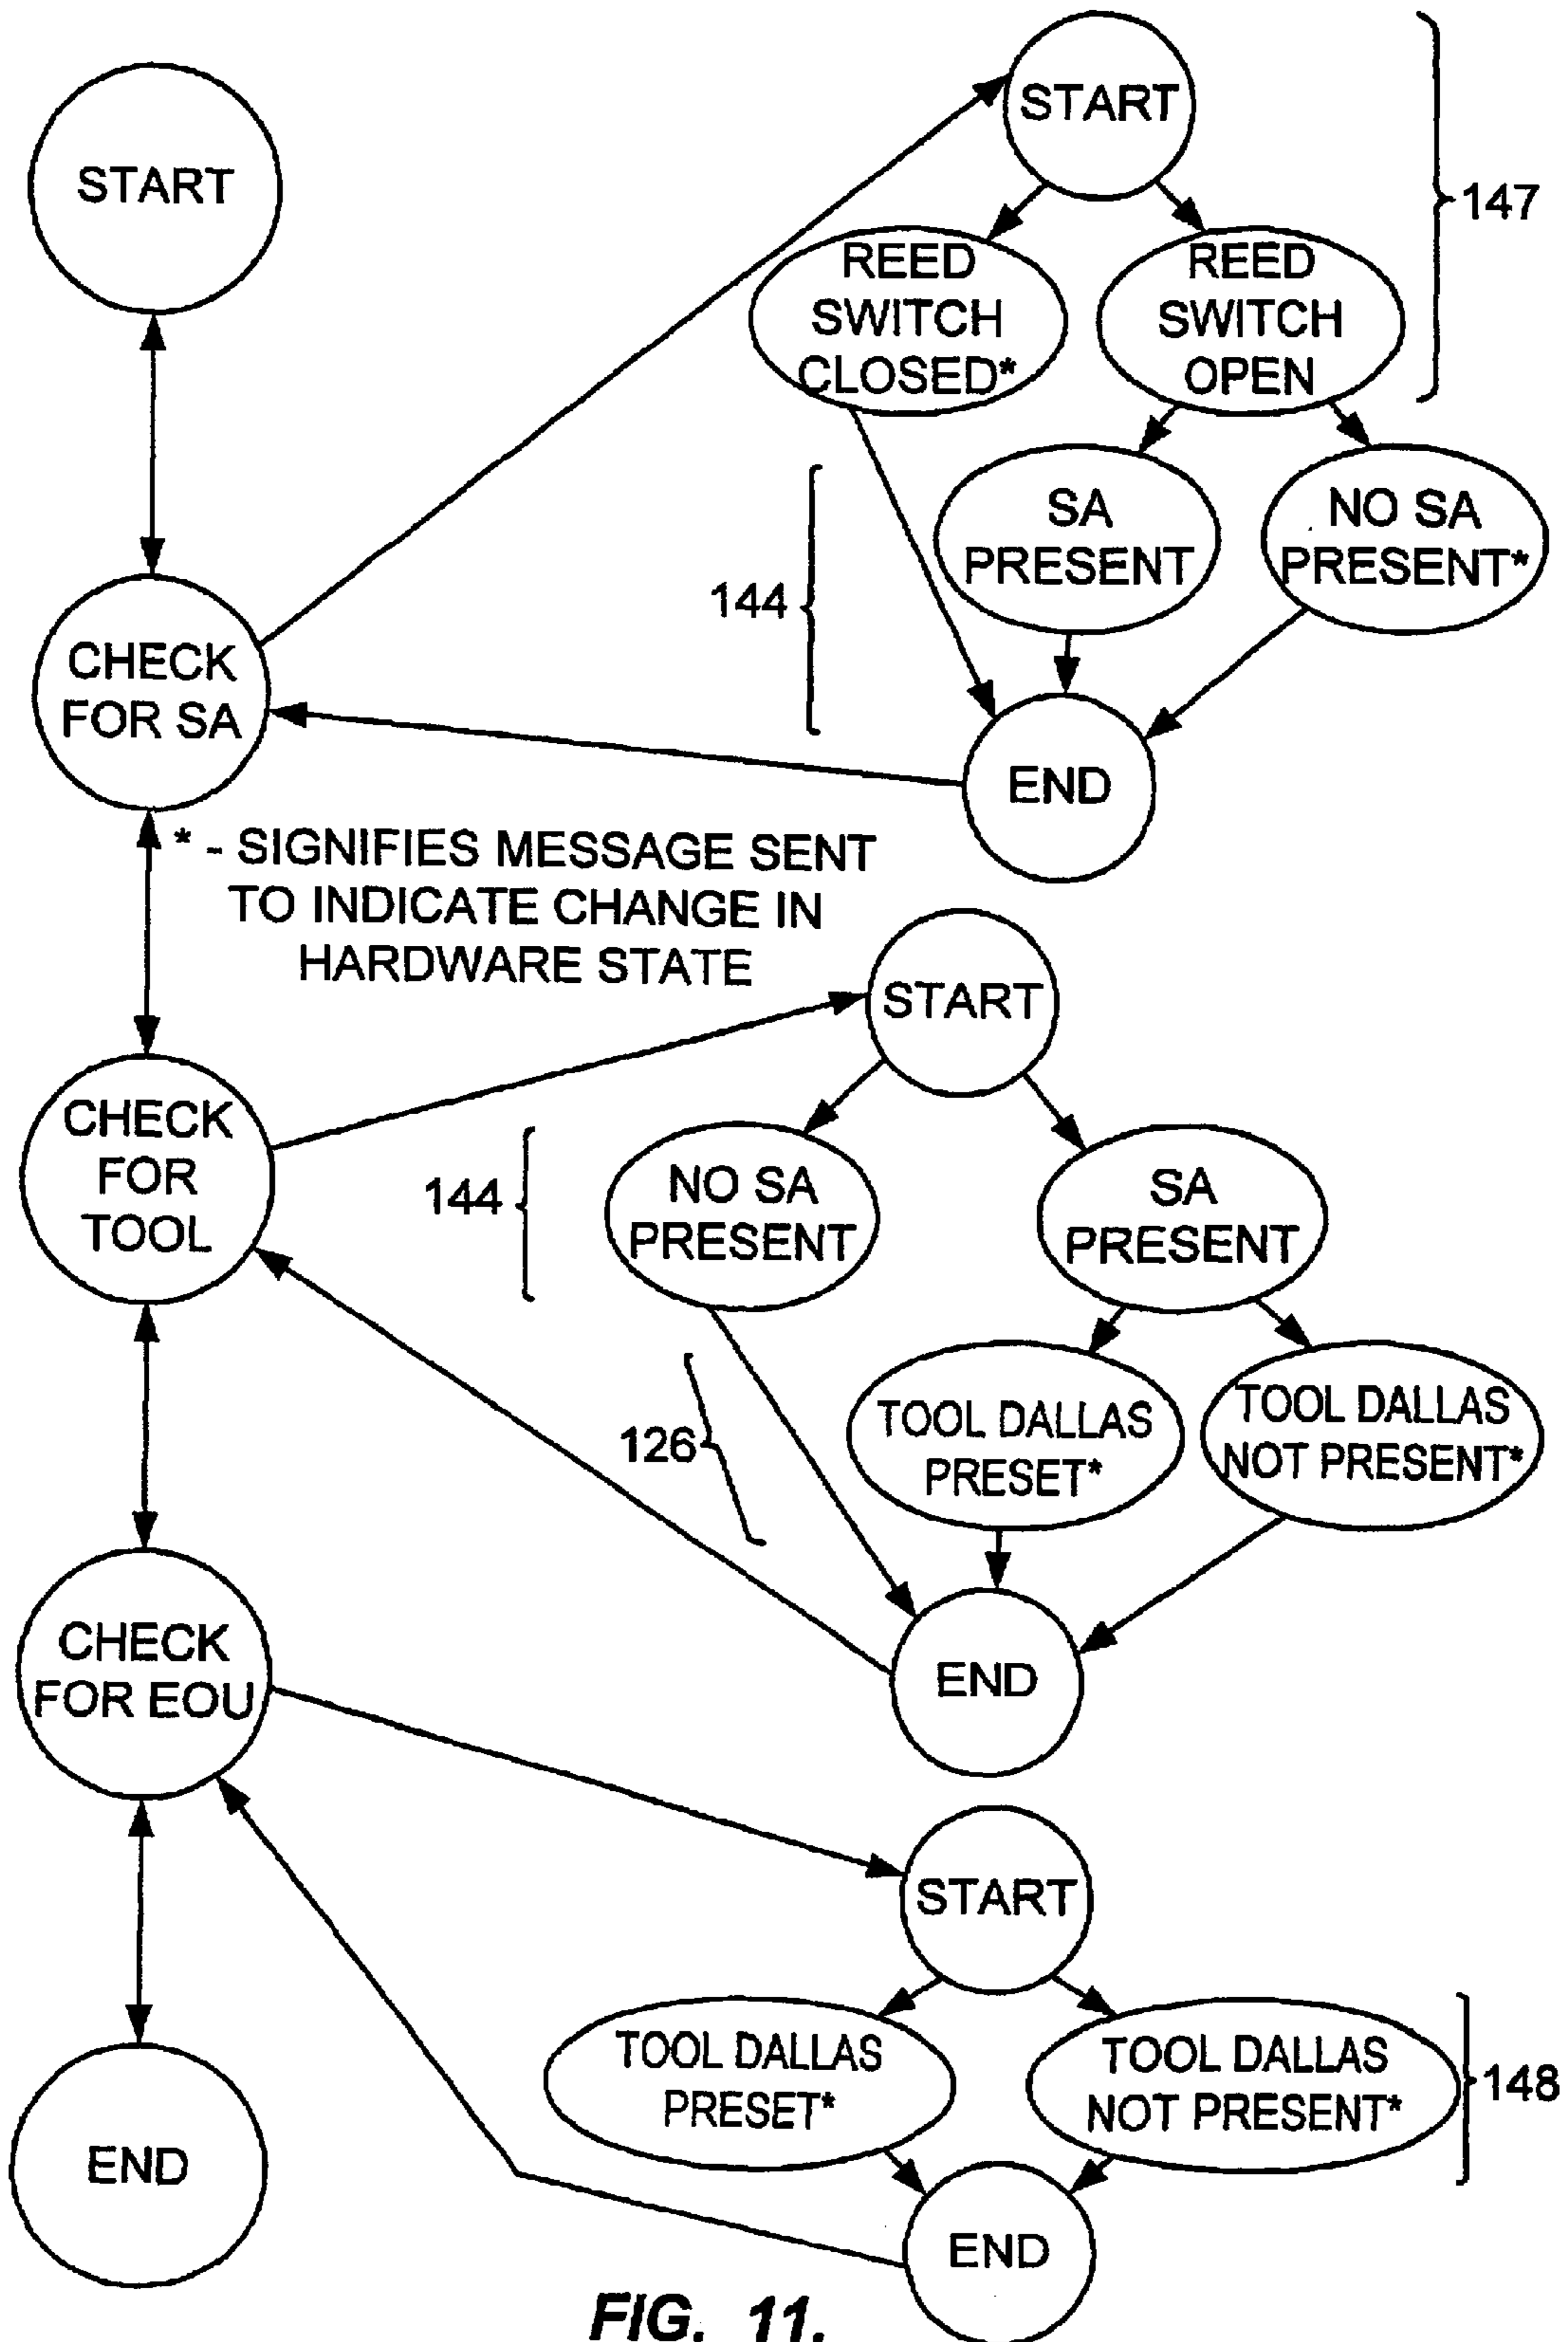 START
START
147
REED
SWITCH
CLOSED*
REED
SWITCH
OPEN
SA
PRESENT
NO SA
PRESENT*
144
CHECK
FOR SA
END
* - SIGNIFIES MESSAGE SENT
TO INDICATE CHANGE IN
HARDWARE STATE
START
CHECK
FOR
TOOL
144
NO SA
PRESENT
SA
PRESENT
126
TOOL DALLAS
PRESET*
TOOL DALLAS
NOT PRESENT*
CHECK
FOR EOU
END
START
TOOL DALLAS
PRESET*
TOOL DALLAS
NOT PRESENT*
148
END
END
FIG. 11.